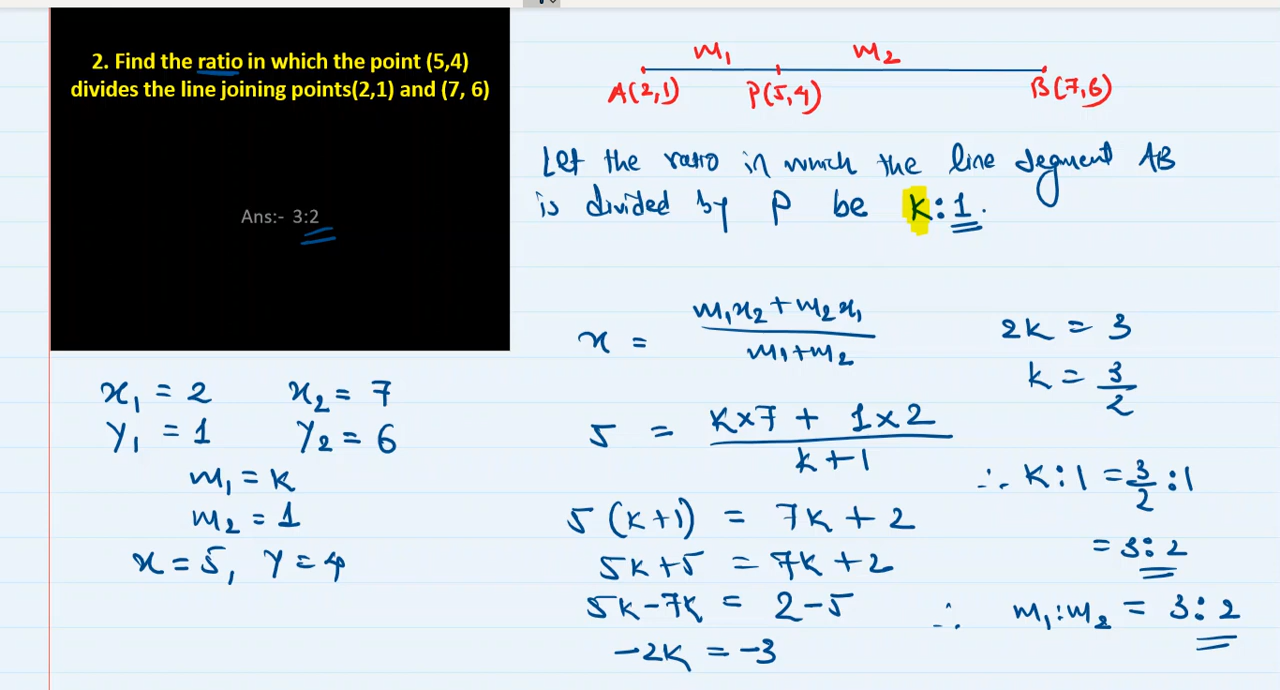 2. Find the ratio in which the point (5,4)
divides the line joining points(2,1) and (7, 6)
Ans:- 3:2
m₁ m₂
A(2,1) P(5,4) B(7,6)
Let the ratio in which the line segment AB
is divided by P be K:1.
x₁ = 2 x₂ = 7
y₁ = 1 y₂ = 6
m₁ = K
m₂ = 1
x = 5, y = 4
x = (m₁x₂ + m₂x₁)/(m₁+m₂)
5 = (K×7 + 1×2)/(k+1)
5 (k+1) = 7k + 2
5k+5 = 7k+2
5k-7k = 2-5
-2k = -3
2k = 3
k = 3/2
∴ K:1 = 3/2 : 1
= 3:2
∴ m₁:m₂ = 3:2